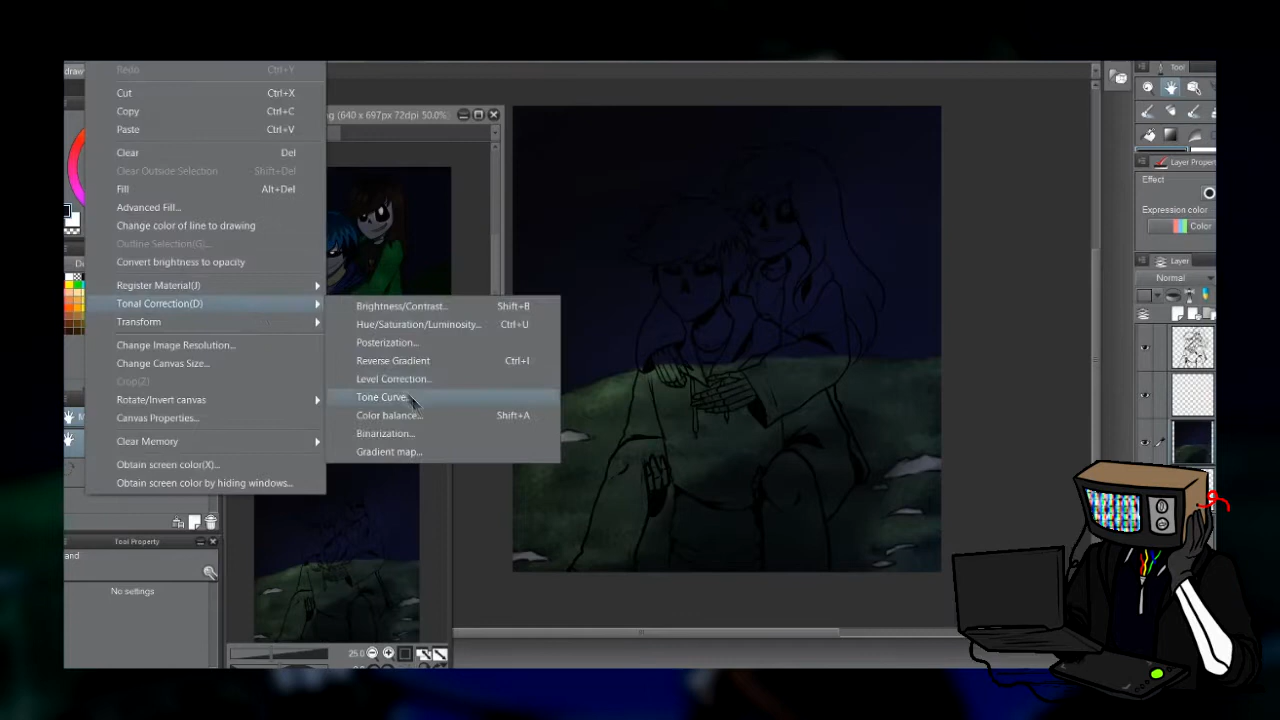 draw
Redo Ctrl+Y
Cut Ctrl+X
Copy Ctrl+C
Paste Ctrl+V
Clear Del
Clear Outside Selection Shift+Del
Fill Alt+Del
Advanced Fill...
Change color of line to drawing
Outline Selection(G)...
Convert brightness to opacity
Register Material(J)
Tonal Correction(D)
Transform
Change Image Resolution...
Change Canvas Size...
Crop(Z)
Rotate/Invert canvas
Canvas Properties...
Clear Memory
Obtain screen color(X)...
Obtain screen color by hiding windows...
Brightness/Contrast... Shift+B
Hue/Saturation/Luminosity... Ctrl+U
Posterization...
Reverse Gradient Ctrl+I
Level Correction...
Tone Curve...
Color balance... Shift+A
Binarization...
Gradient map...
g (640 x 697px 72dpi 50.0%)
Tool Property
and
No settings
25.0
Tool
Layer Propert
Effect
Expression color
Color
Layer
Normal